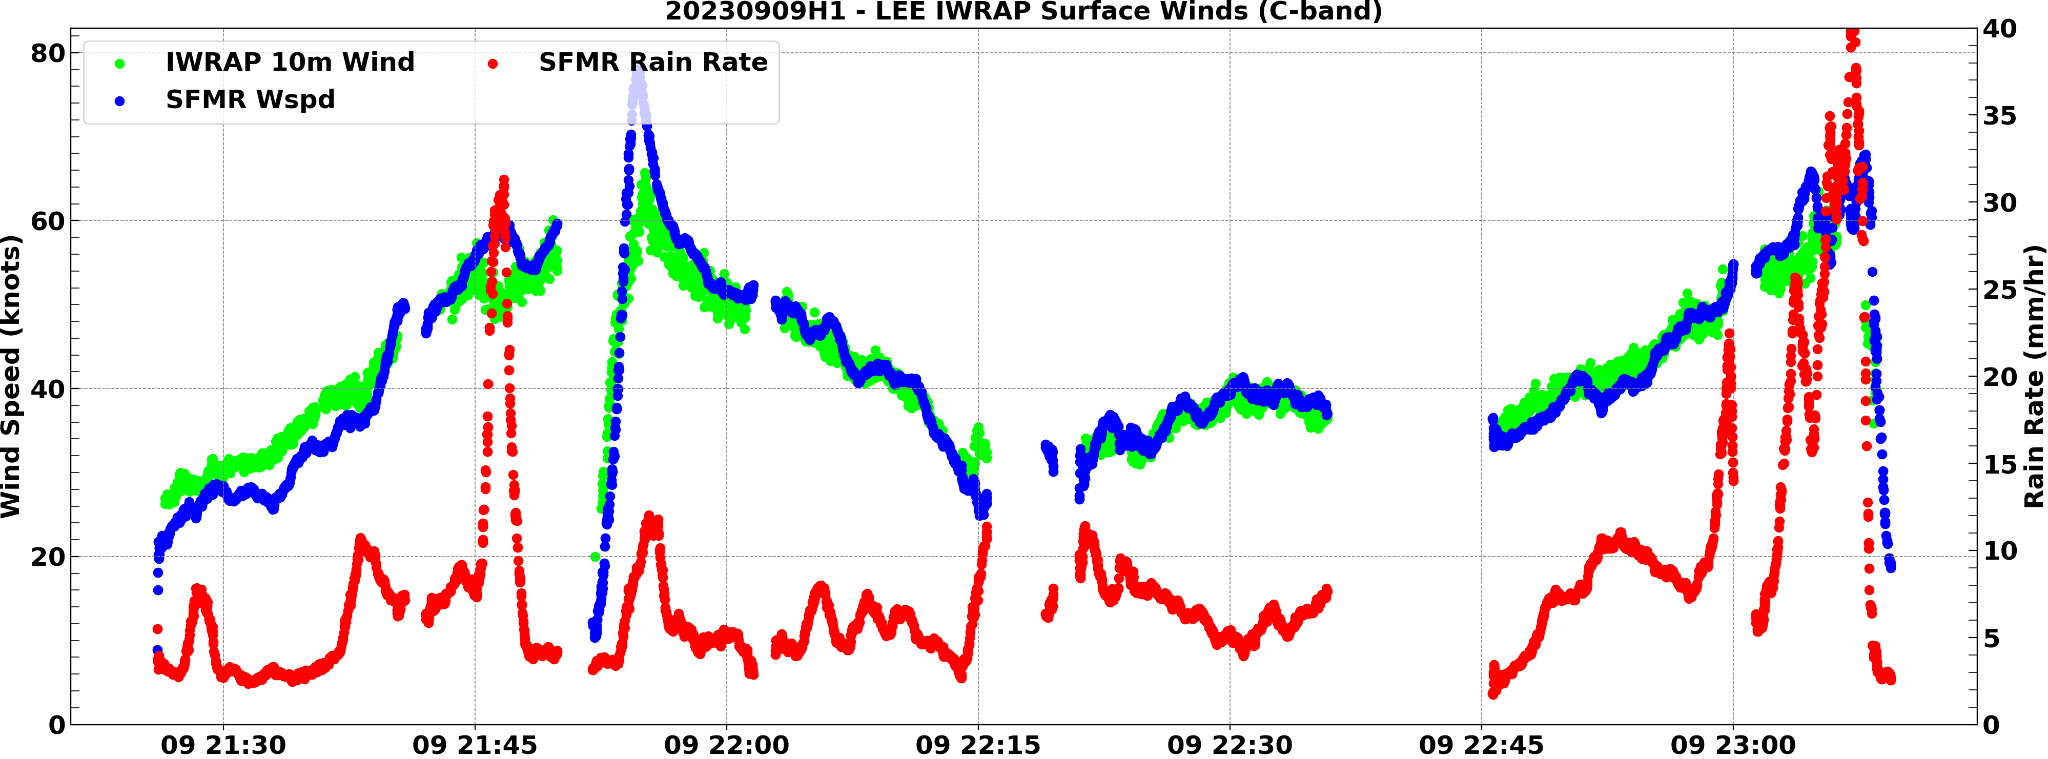 20230909H1 - LEE IWRAP Surface Winds (C-band)
IWRAP 10m Wind
SFMR Wspd
SFMR Rain Rate
Wind Speed (knots)
80
60
40
20
0
Rain Rate (mm/hr)
40
35
30
25
20
15
10
5
0
09 21:30 09 21:45 09 22:00 09 22:15 09 22:30 09 22:45 09 23:00